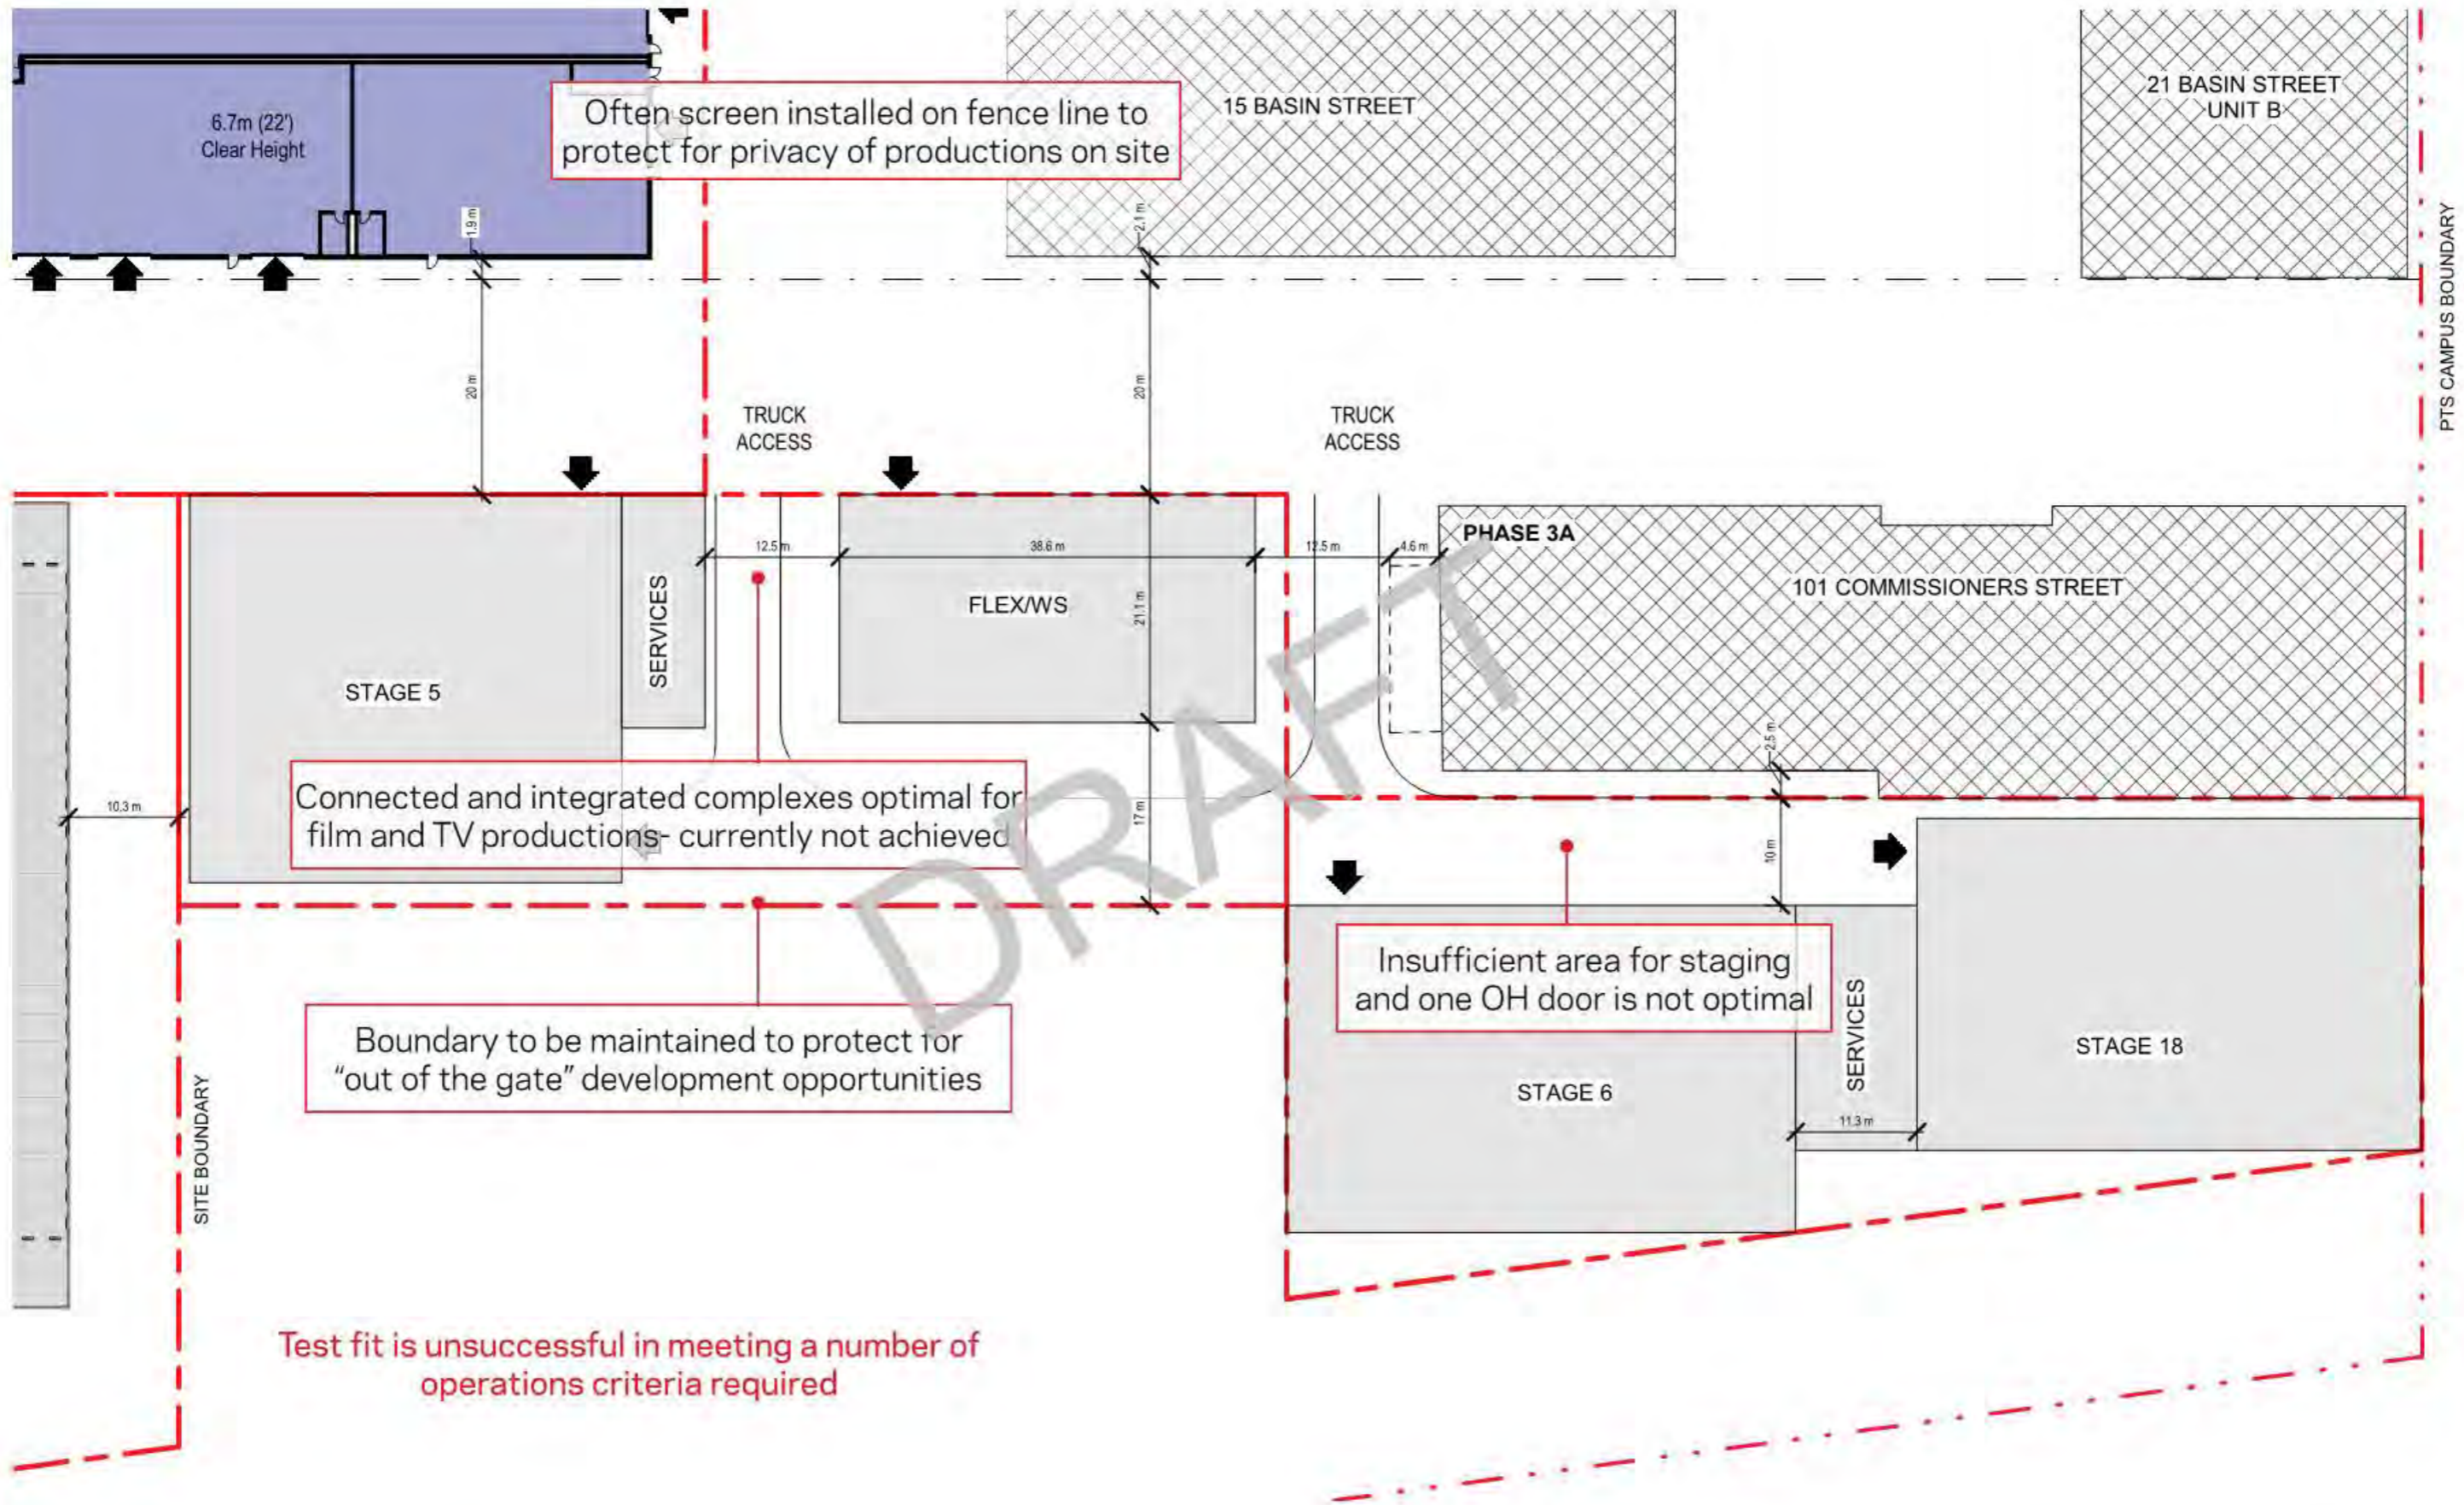 6.7m (22')
Clear Height
Often screen installed on fence line to
protect for privacy of productions on site
15 BASIN STREET
21 BASIN STREET
UNIT B
1.9 m
2.1 m
PTS CAMPUS BOUNDARY
20 m
20 m
TRUCK
ACCESS
TRUCK
ACCESS
12.5 m
38.6 m
12.5 m
4.6 m
PHASE 3A
101 COMMISSIONERS STREET
SERVICES
FLEX/WS
21.1 m
STAGE 5
2.5 m
10.3 m
Connected and integrated complexes optimal for
film and TV productions- currently not achieved
17 m
10 m
DRAFT
Insufficient area for staging
and one OH door is not optimal
Boundary to be maintained to protect for
“out of the gate” development opportunities
SERVICES
STAGE 18
STAGE 6
11.3 m
SITE BOUNDARY
Test fit is unsuccessful in meeting a number of
operations criteria required